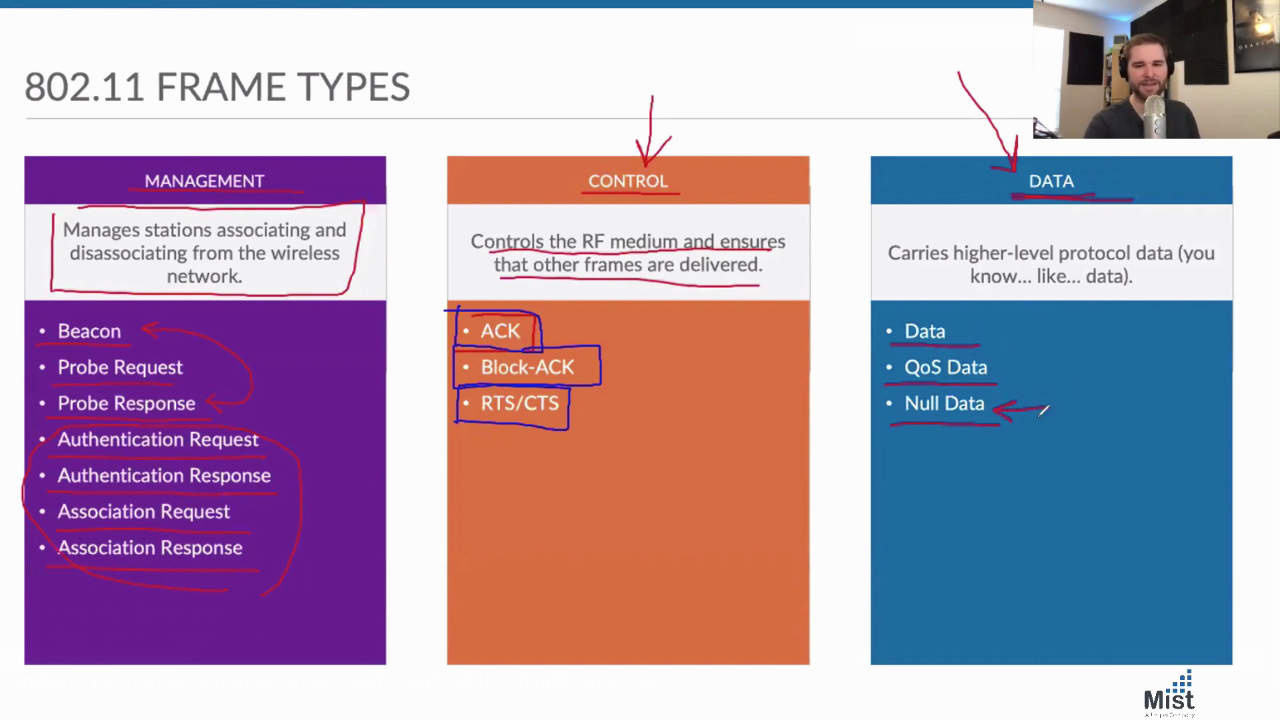 802.11 FRAME TYPES
MANAGEMENT
Manages stations associating and
disassociating from the wireless
network.
• Beacon
• Probe Request
• Probe Response
• Authentication Request
• Authentication Response
• Association Request
• Association Response
CONTROL
Controls the RF medium and ensures
that other frames are delivered.
• ACK
• Block-ACK
• RTS/CTS
DATA
Carries higher-level protocol data (you
know... like... data).
• Data
• QoS Data
• Null Data
Mist